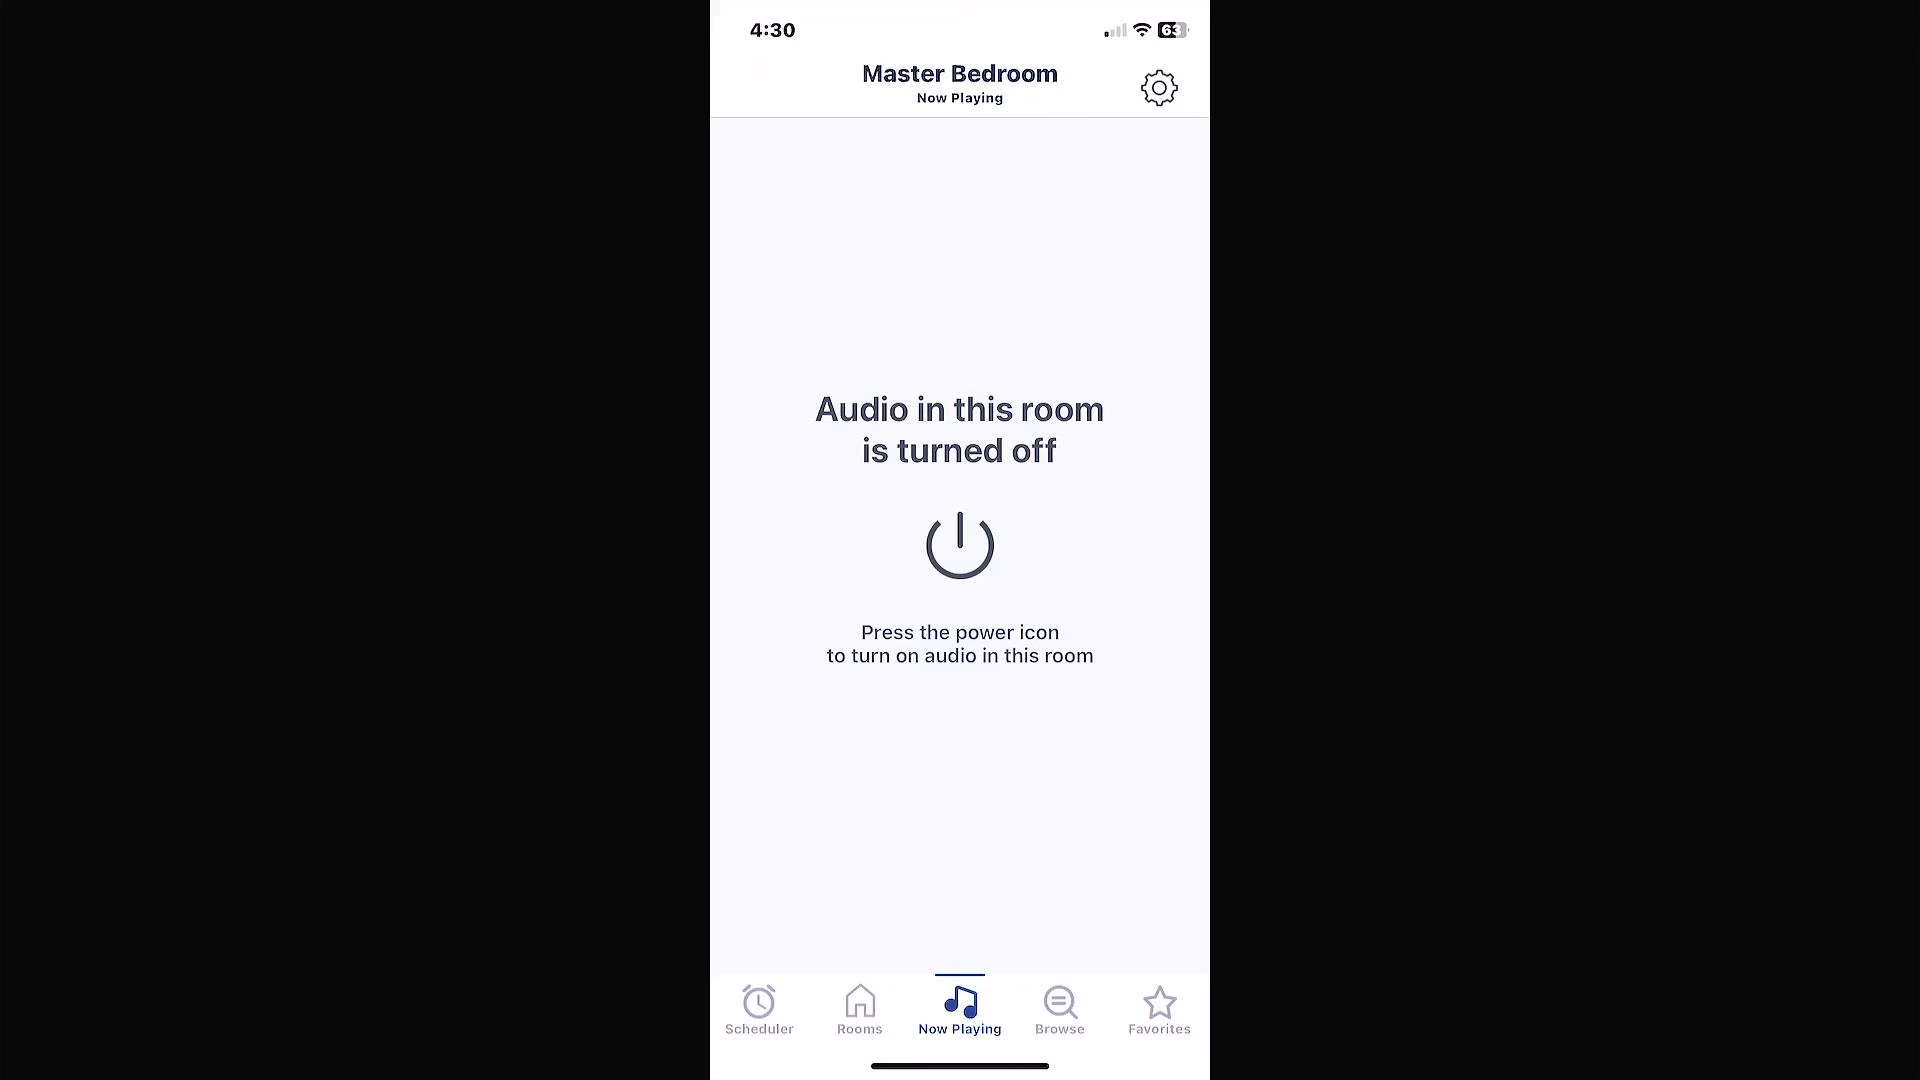 4:30
63
Master Bedroom
Now Playing
Audio in this room
is turned off
Press the power icon
to turn on audio in this room
Scheduler
Rooms
Now Playing
Browse
Favorites